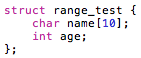 struct range_test {
    char name[10];
    int age;
};